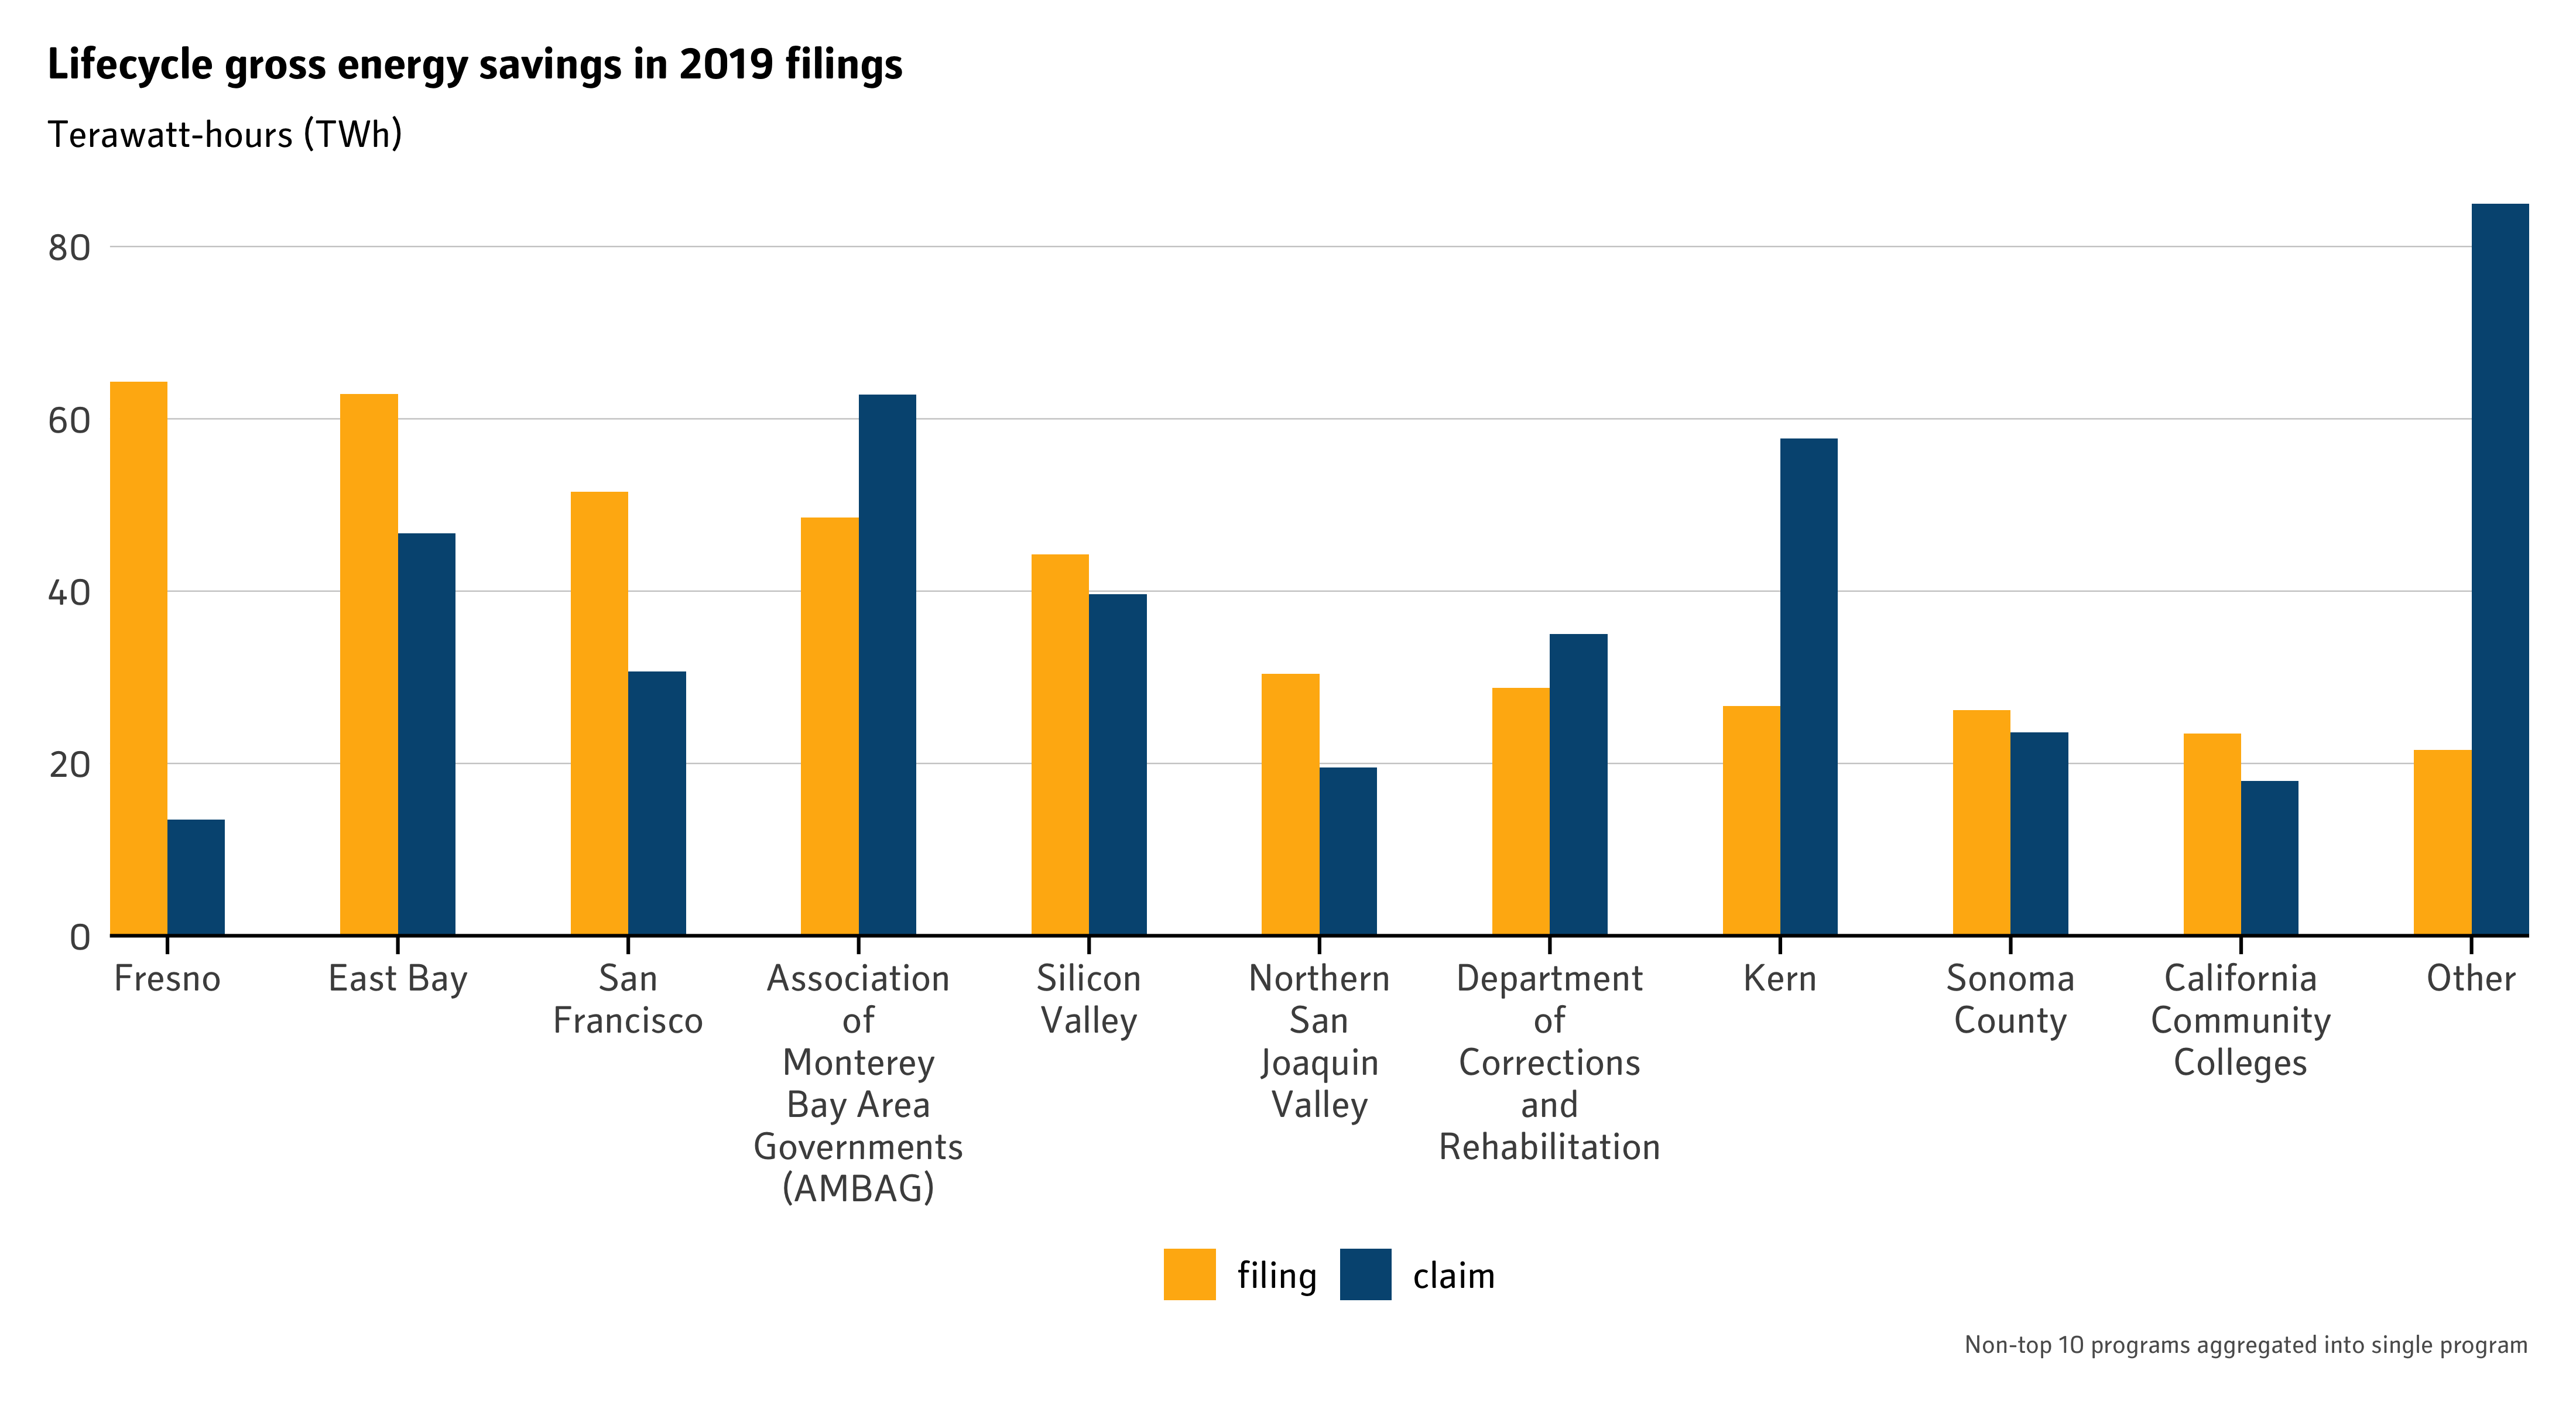 Lifecycle gross energy savings in 2019 filings
Terawatt-hours (TWh)
80
60
40
20
0
Fresno
East Bay
San
Francisco
Association
of
Monterey
Bay Area
Governments
(AMBAG)
Silicon
Valley
Northern
San
Joaquin
Valley
Department
of
Corrections
and
Rehabilitation
Kern
Sonoma
County
California
Community
Colleges
Other
filing
claim
Non-top 10 programs aggregated into single program